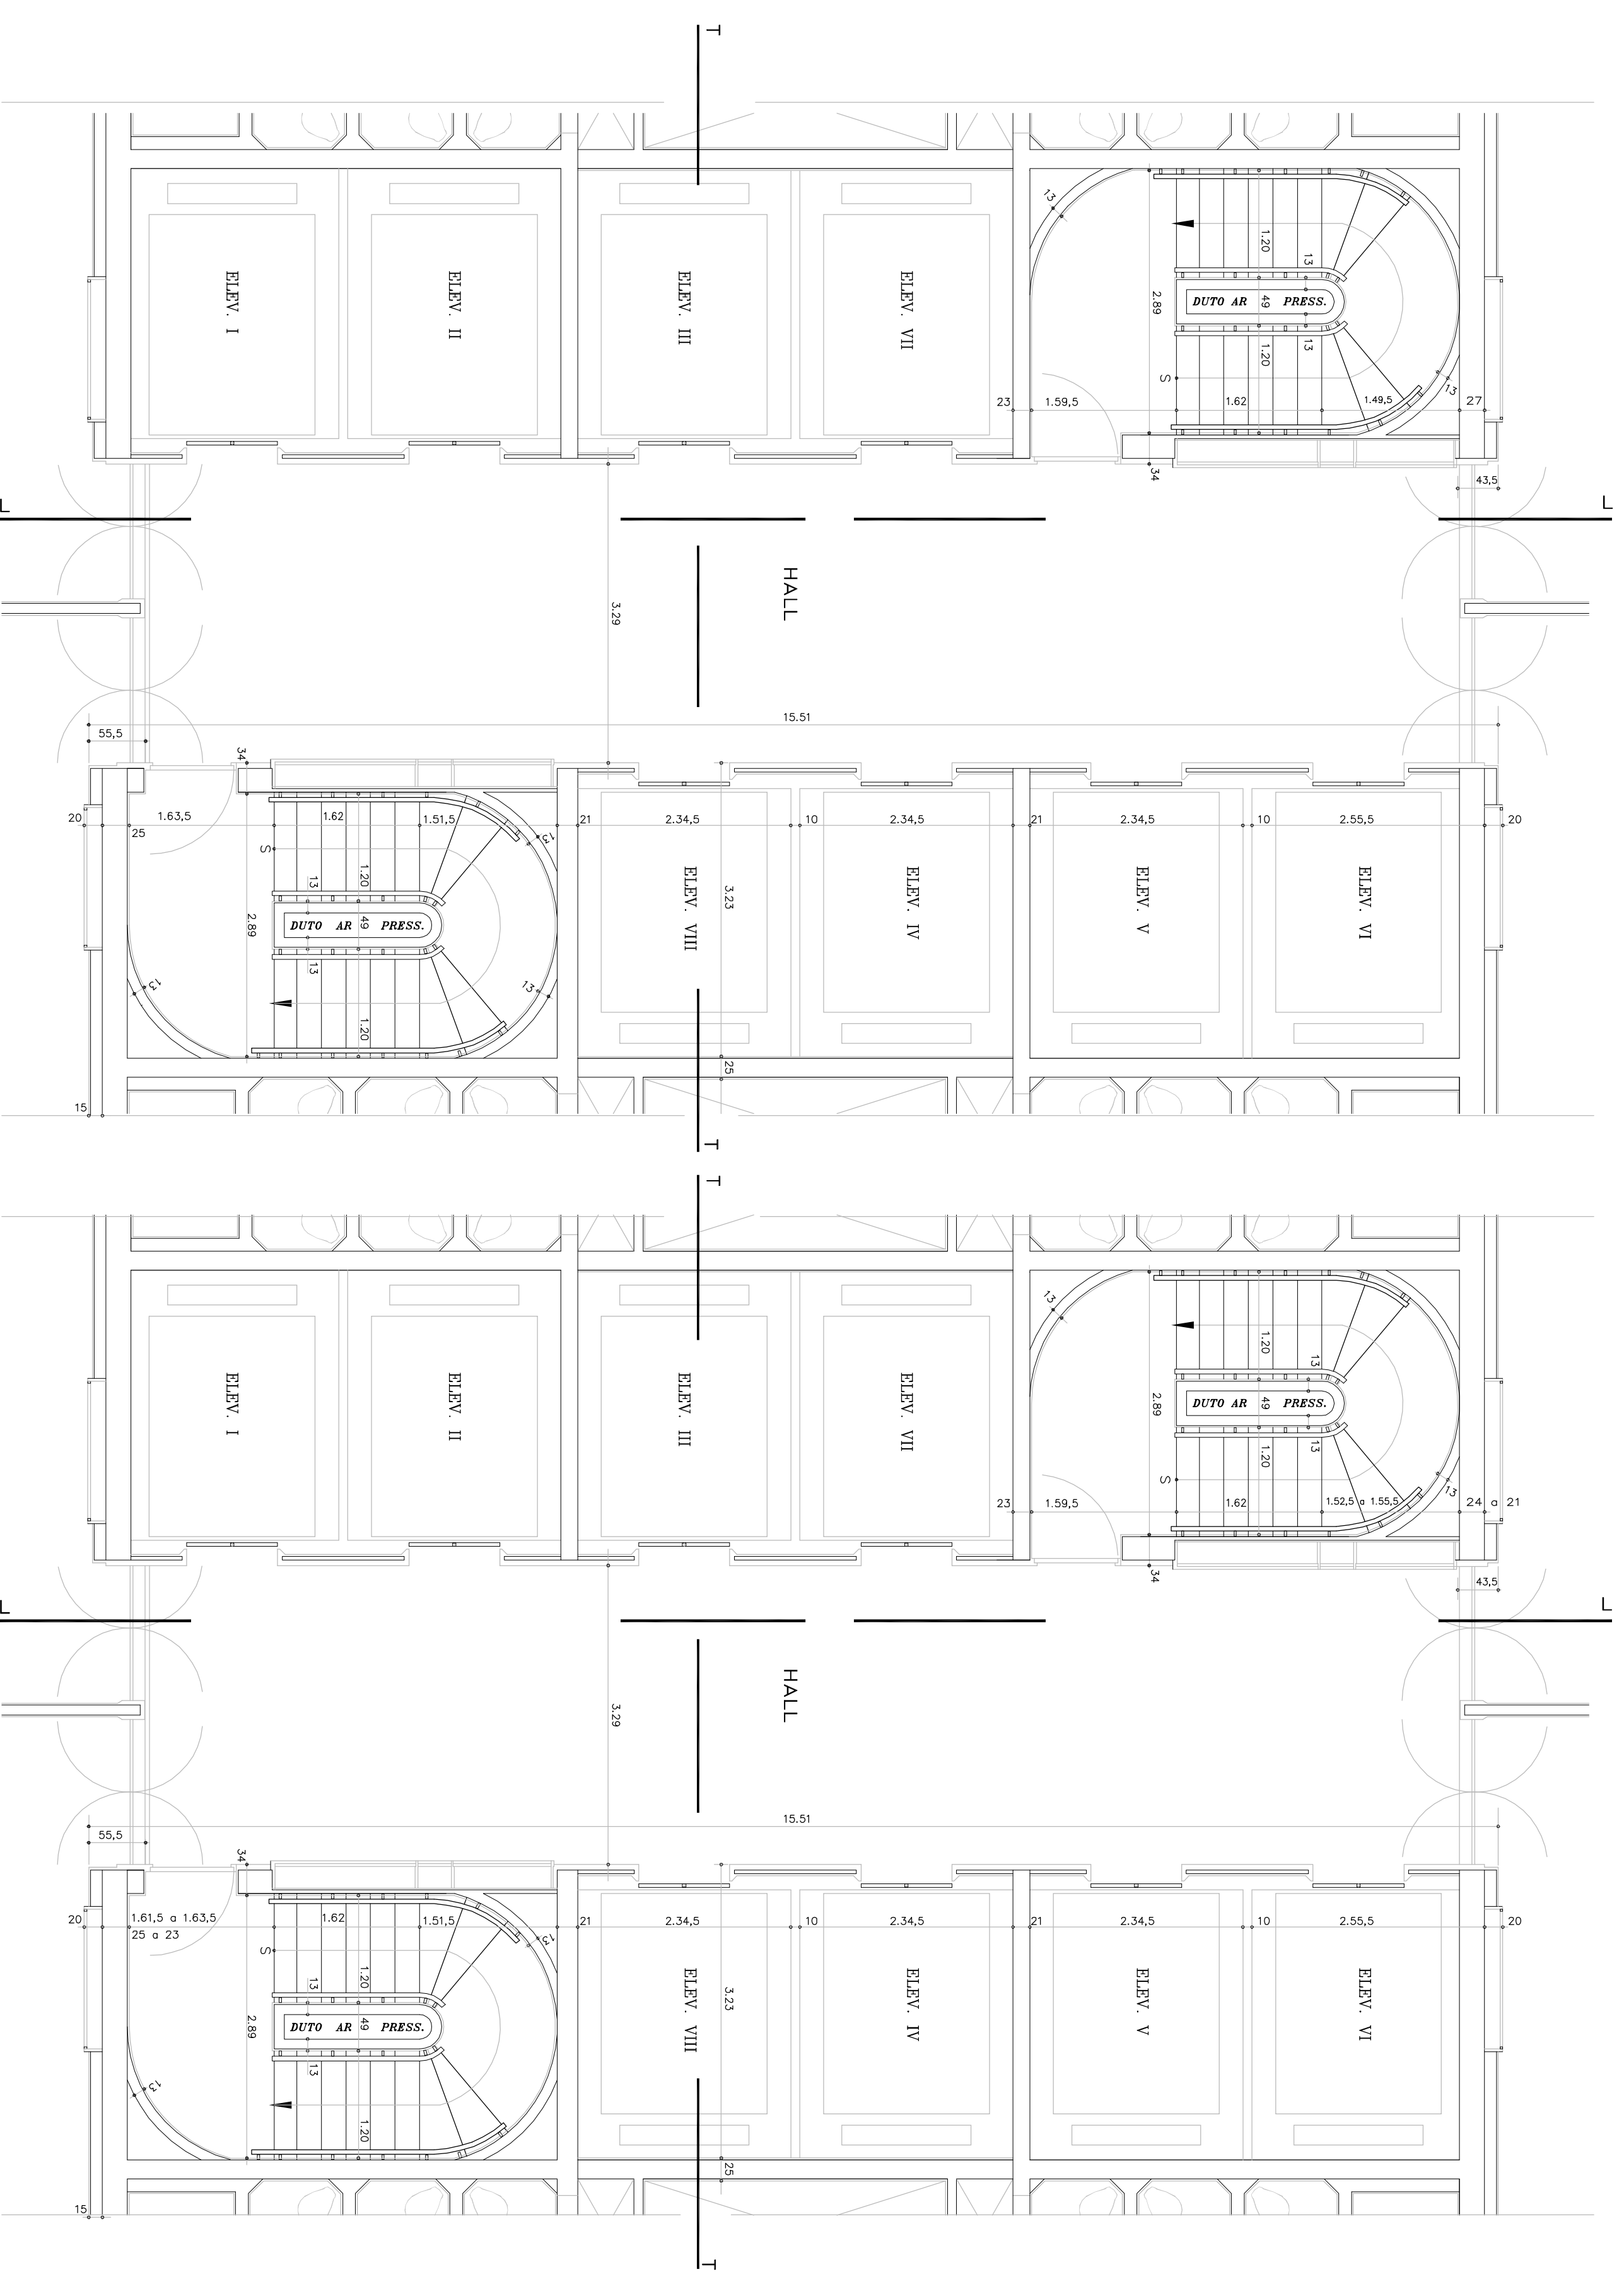 T
ELEV. I
ELEV. II
ELEV. III
ELEV. VII
13
1.20
13
2.89
DUTO AR
49
PRESS.
1.20
13
S
13
23
1.59,5
1.62
1.49,5
27
34
43,5
L
L
HALL
3.29
15.51
55,5
34
20
1.63,5
25
1.62
1.51,5
21
2.34,5
10
2.34,5
21
2.34,5
10
2.55,5
20
S
13
13
1.20
2.89
DUTO AR
49
PRESS.
13
13
13
1.20
ELEV. VIII
3.23
ELEV. IV
ELEV. V
ELEV. VI
25
15
T
T
ELEV. I
ELEV. II
ELEV. III
ELEV. VII
13
1.20
13
2.89
DUTO AR
49
PRESS.
1.20
13
S
13
23
1.59,5
1.62
1.52,5 a 1.55,5
24 a 21
34
43,5
L
L
HALL
3.29
15.51
55,5
34
20
1.61,5 a 1.63,5
25 a 23
1.62
1.51,5
21
2.34,5
10
2.34,5
21
2.34,5
10
2.55,5
20
S
13
13
1.20
2.89
DUTO AR
49
PRESS.
13
13
1.20
ELEV. VIII
3.23
ELEV. IV
ELEV. V
ELEV. VI
25
15
T